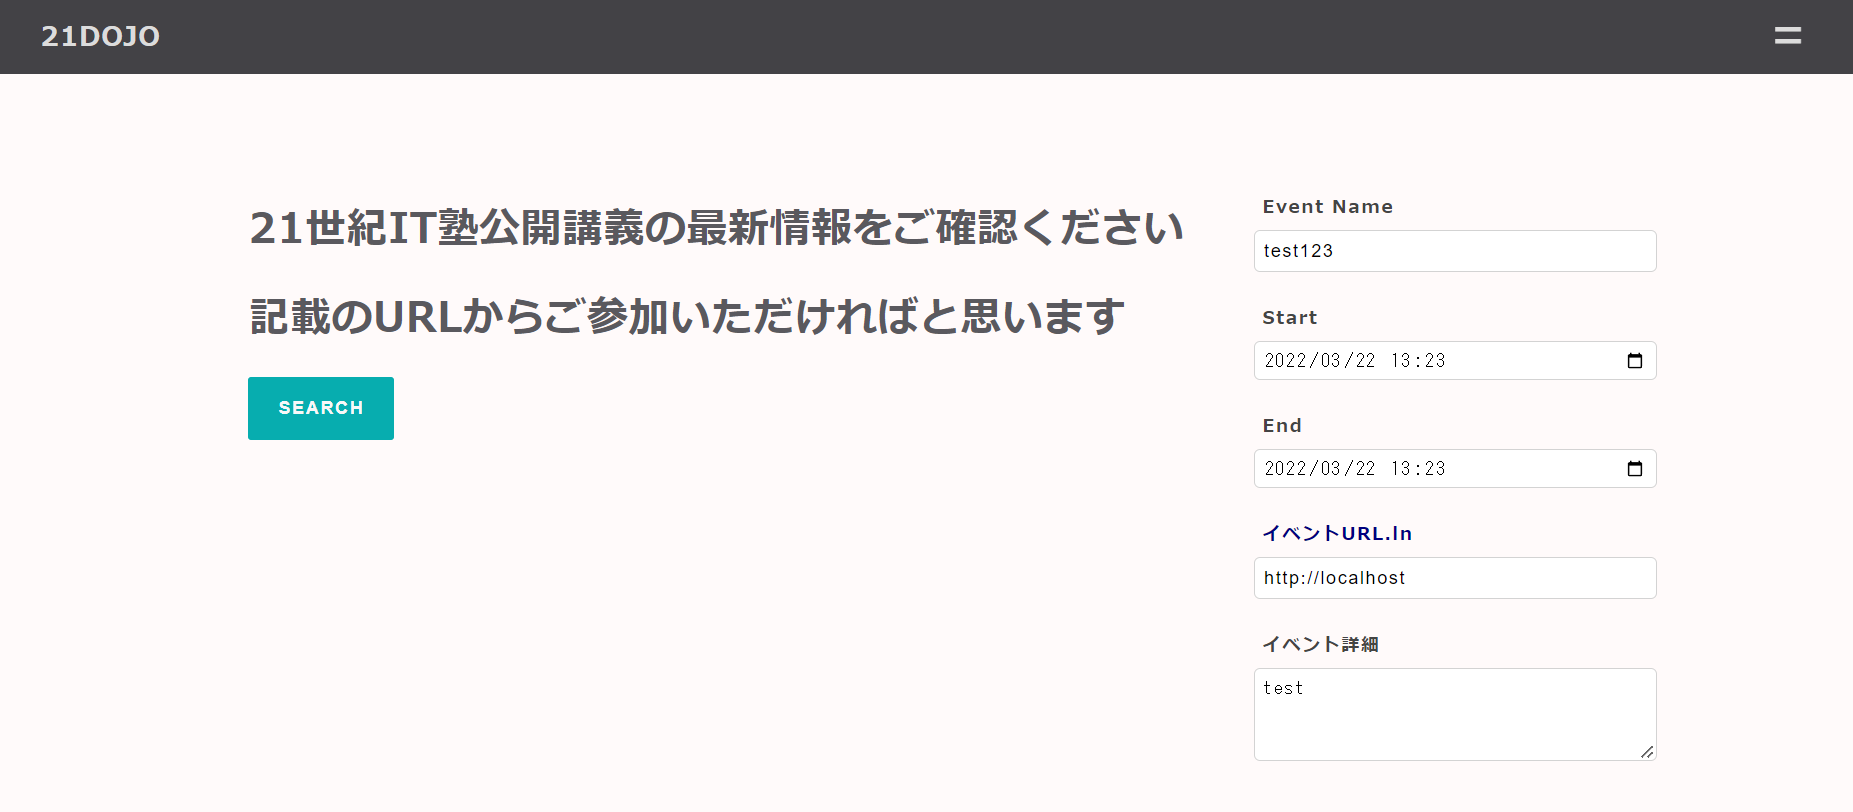 21DOJO
21世紀IT塾公開講義の最新情報をご確認ください
記載のURLからご参加いただければと思います
SEARCH
Event Name
test123
Start
2022/03/22 13:23
End
2022/03/22 13:23
イベントURL.ln
http://localhost
イベント詳細
test